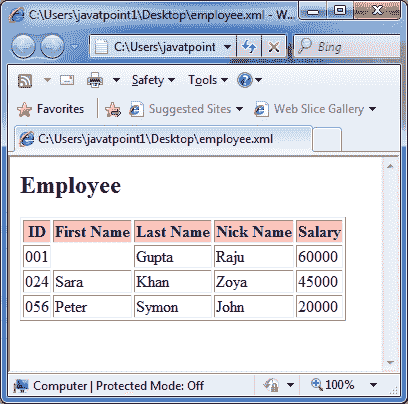 C:\Users\javatpoint1\Desktop\employee.xml - W...
C:\Users\javatpoint
Bing
Safety
Tools
Favorites
Suggested Sites
Web Slice Gallery
C:\Users\javatpoint1\Desktop\employee.xml
Employee
ID First Name Last Name Nick Name Salary
001 Gupta Raju 60000
024 Sara Khan Zoya 45000
056 Peter Symon John 20000
Computer | Protected Mode: Off
100%